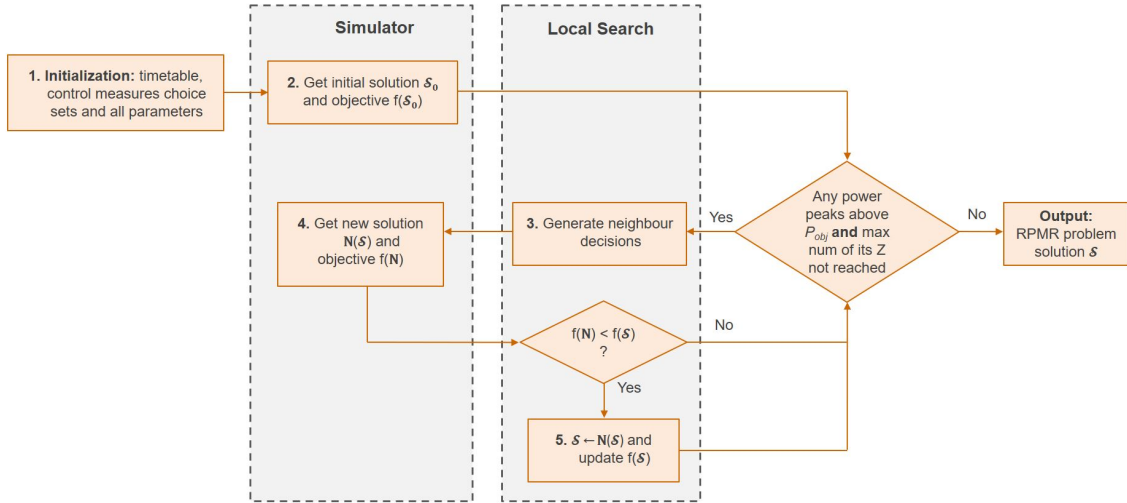 Simulator
Local Search
1. Initialization: timetable,
control measures choice
sets and all parameters
2. Get initial solution 𝓢₀
and objective f(𝓢₀)
Any power
peaks above
P_obj and max
num of its Z
not reached
Yes
No
Output:
RPMR problem
solution 𝓢
3. Generate neighbour
decisions
4. Get new solution
N(𝓢) and
objective f(N)
f(N) < f(𝓢)
?
No
Yes
5. 𝓢 ← N(𝓢) and
update f(𝓢)